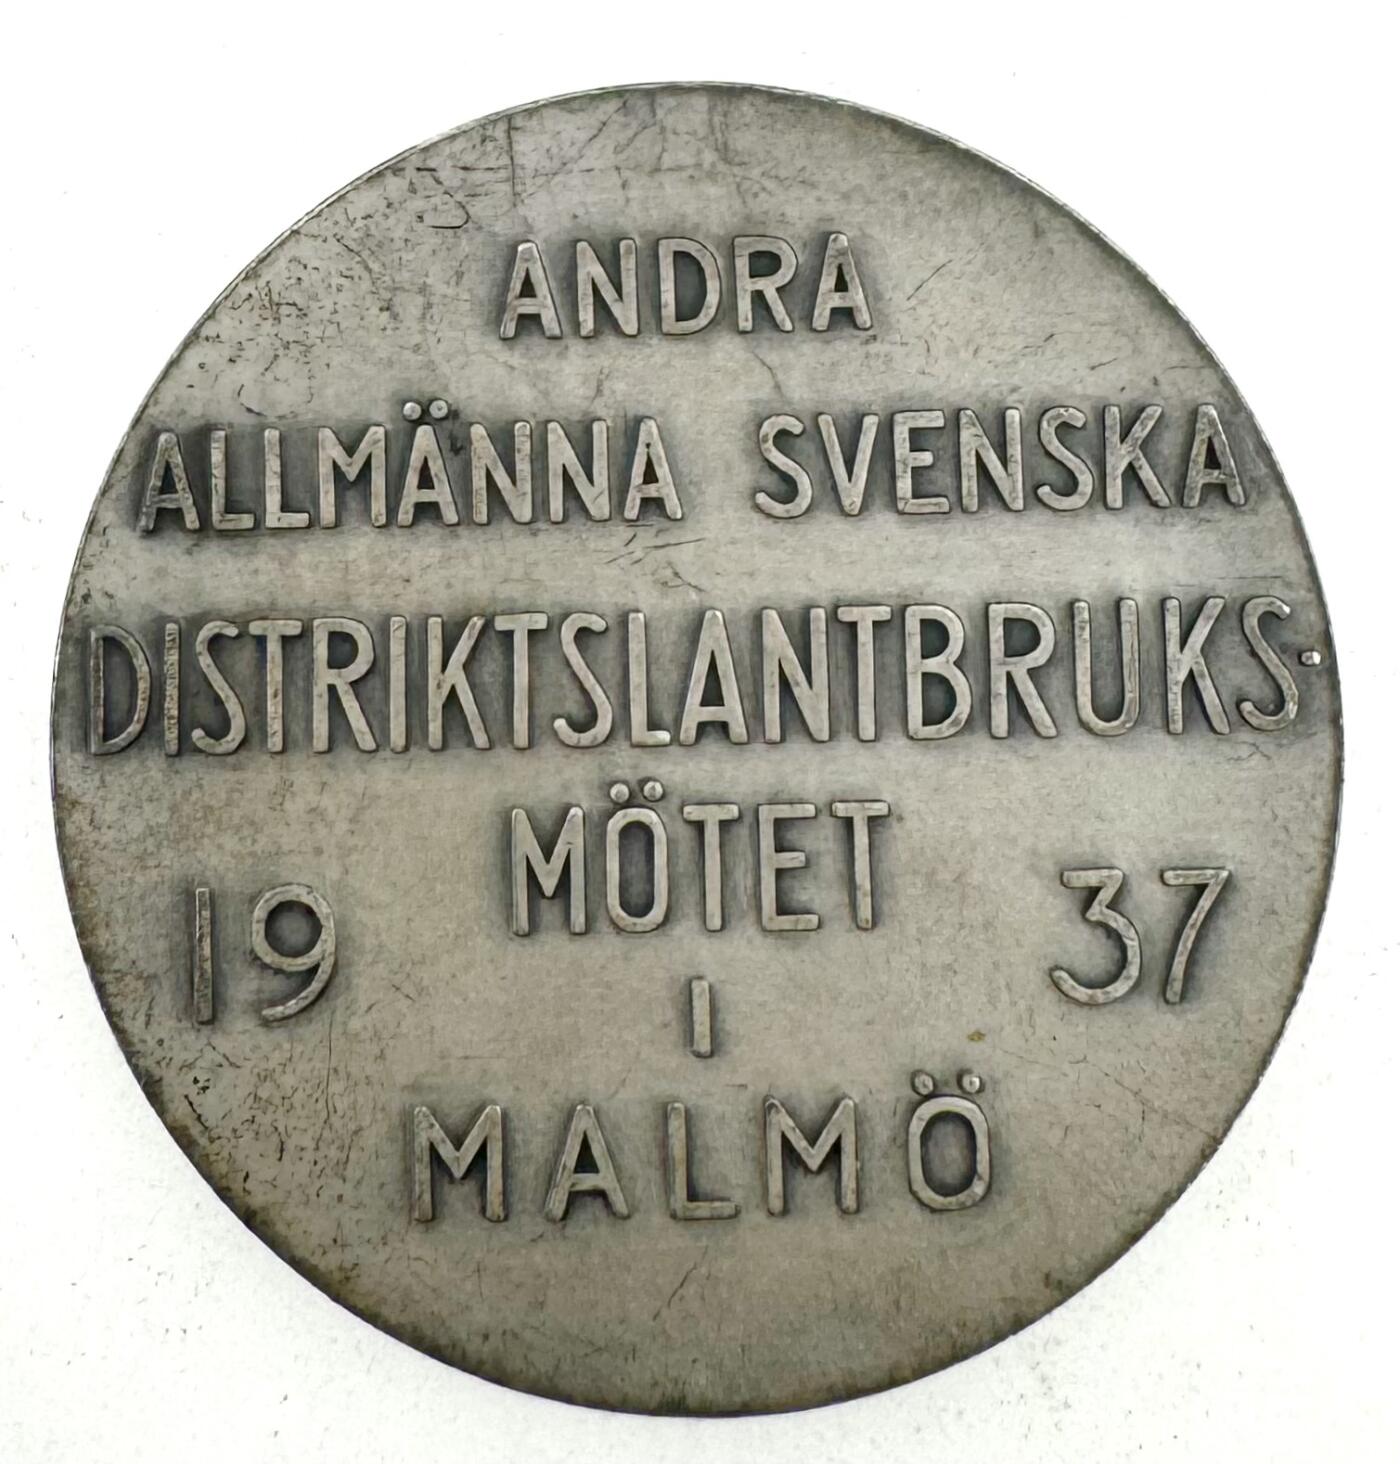 ANDRA
ALLMÄNNA SVENSKA
DISTRIKTSLANTBRUKS-
MÖTET
19 37
I
MALMÖ